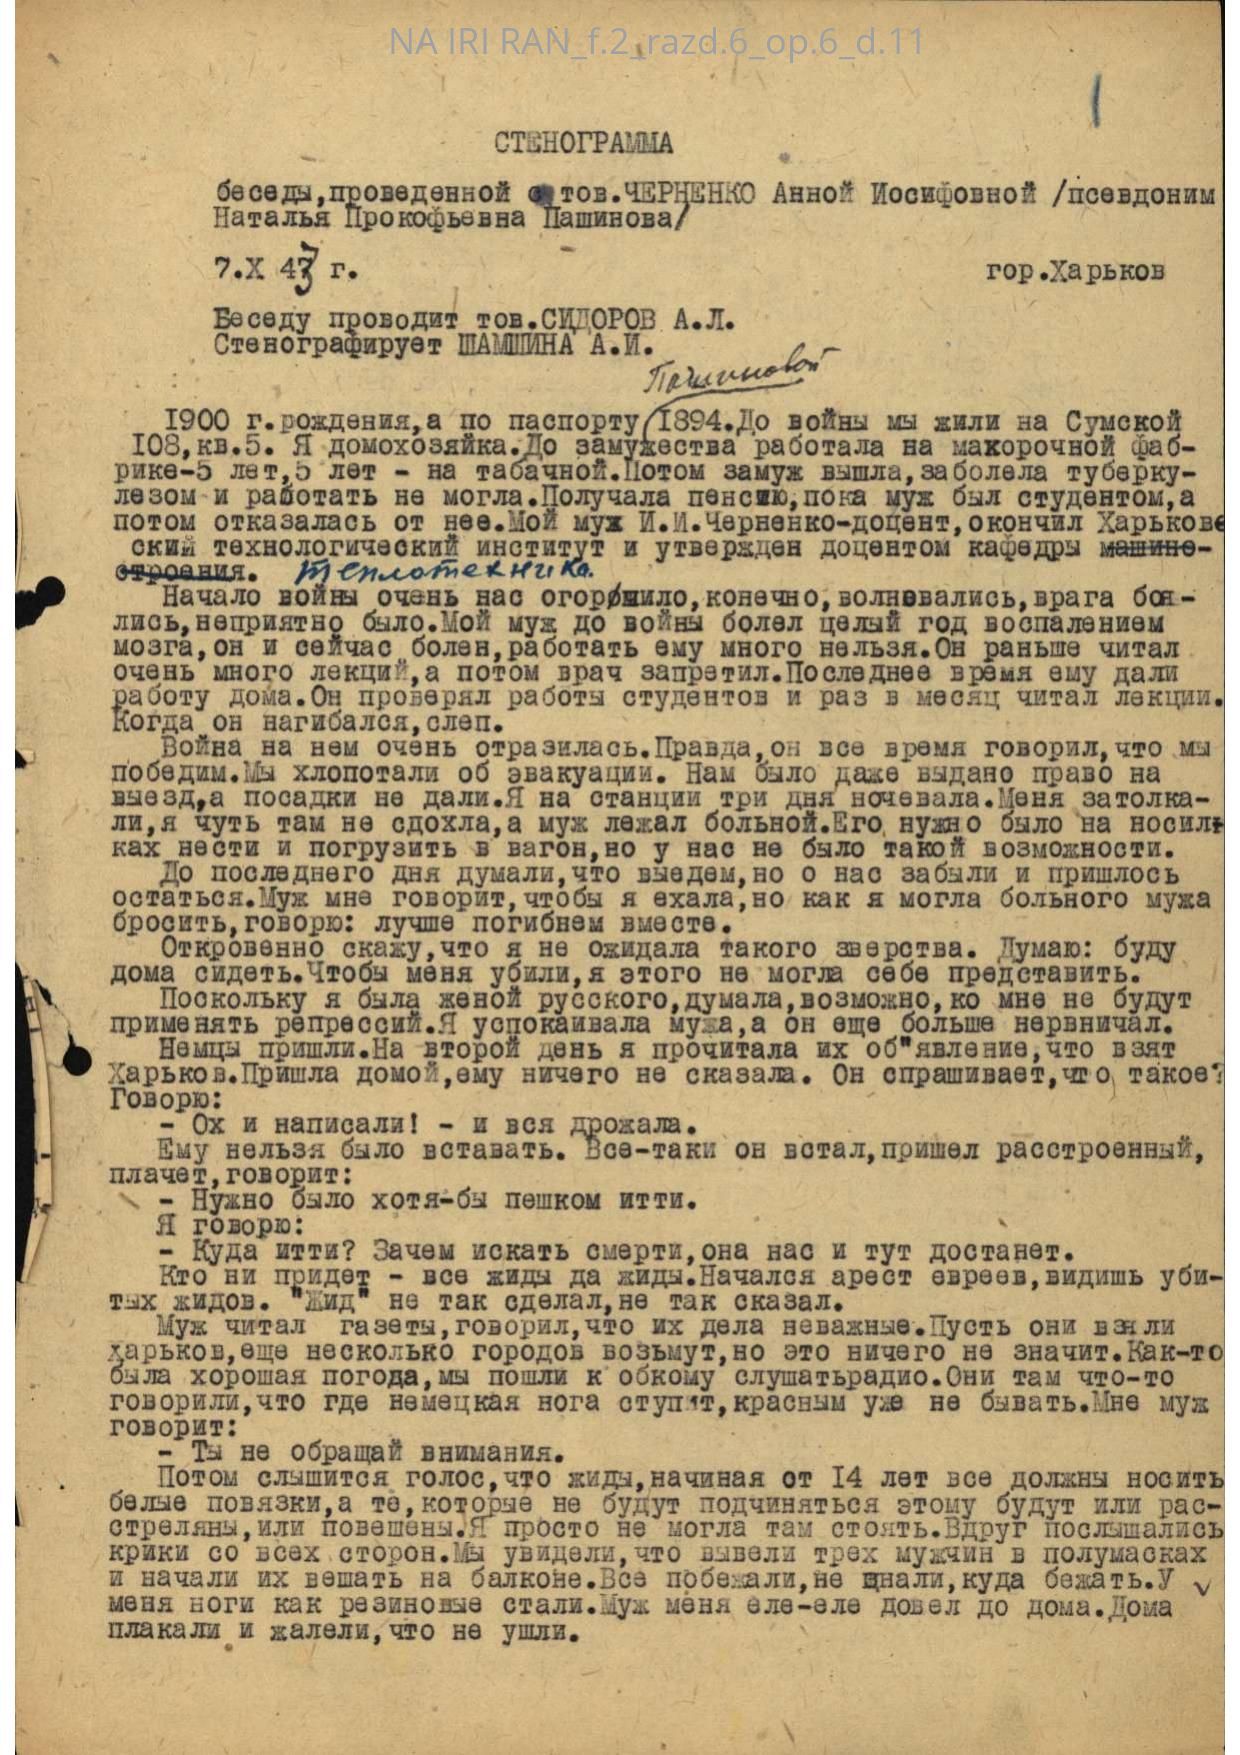 NA IRI RAN_f.2_razd.6_op.6_d.11
1
СТЕНОГРАММА
беседы,проведенной с тов.ЧЕРНЕНКО Анной Иосифовной /псевдоним
Наталья Прокофьевна Пашинова/
7.X 43 г. гор.Харьков
Беседу проводит тов.СИДОРОВ А.Л.
Стенографирует ШАМШИНА А.И.
Пашиновой
1900 г.рождения,а по паспорту 1894.До войны мы жили на Сумской
108,кв.5. Я домохозяйка.До замужества работала на махорочной фаб-
рике-5 лет,5 лет - на табачной.Потом замуж вышла,заболела туберку-
лезом и работать не могла.Получала пенсию,пока муж был студентом,а
потом отказалась от нее.Мой муж И.И.Черненко-доцент,окончил Харькове
ский технологический институт и утвержден доцентом кафедры машино-
строения. теплотехника.
Начало войны очень нас огорошило,конечно,волновались,врага боя-
лись,неприятно было.Мой муж до войны болел целый год воспалением
мозга,он и сейчас болен,работать ему много нельзя.Он раньше читал
очень много лекций,а потом врач запретил.Последнее время ему дали
работу дома.Он проверял работы студентов и раз в месяц читал лекции.
Когда он нагибался,слеп.
Война на нем очень отразилась.Правда,он все время говорил,что мы
победим.Мы хлопотали об эвакуации. Нам было даже выдано право на
выезд,а посадки не дали.Я на станции три дня ночевала.Меня затолка-
ли,я чуть там не сдохла,а муж лежал больной.Его нужно было на носил-
ках нести и погрузить в вагон,но у нас не было такой возможности.
До последнего дня думали,что выедем,но о нас забыли и пришлось
остаться.Муж мне говорит,чтобы я ехала,но как я могла больного мужа
бросить,говорю: лучше погибнем вместе.
Откровенно скажу,что я не ожидала такого зверства. Думаю: буду
дома сидеть.Чтобы меня убили,я этого не могла себе представить.
Поскольку я была женой русского,думала,возможно,ко мне не будут
применять репрессий.Я успокаивала мужа,а он еще больше нервничал.
Немцы пришли.На второй день я прочитала их об"явление,что взят
Харьков.Пришла домой,ему ничего не сказала. Он спрашивает,что такое?
Говорю:
- Ох и написали! - и вся дрожала.
Ему нельзя было вставать. Все-таки он встал,пришел расстроенный,
плачет,говорит:
- Нужно было хотя-бы пешком итти.
Я говорю:
- Куда итти? Зачем искать смерти,она нас и тут достанет.
Кто ни придет - все жиды да жиды.Начался арест евреев,видишь уби-
тых жидов. "Жид" не так сделал,не так сказал.
Муж читал газеты,говорил,что их дела неважные.Пусть они взяли
Харьков,еще несколько городов возьмут,но это ничего не значит.Как-то
была хорошая погода,мы пошли к обкому слушатьрадио.Они там что-то
говорили,что где немецкая нога ступит,красным уже не бывать.Мне муж
говорит:
- Ты не обращай внимания.
Потом слышится голос,что жиды,начиная от 14 лет все должны носить
белые повязки,а те,которые не будут подчиняться этому будут или рас-
стреляны,или повешены.Я просто не могла там стоять.Вдруг послышались
крики со всех сторон.Мы увидели,что вывели трех мужчин в полумасках
и начали их вешать на балконе.Все побежали,не знали,куда бежать.У
меня ноги как резиновые стали.Муж меня еле-еле довел до дома.Дома
плакали и жалели,что не ушли.